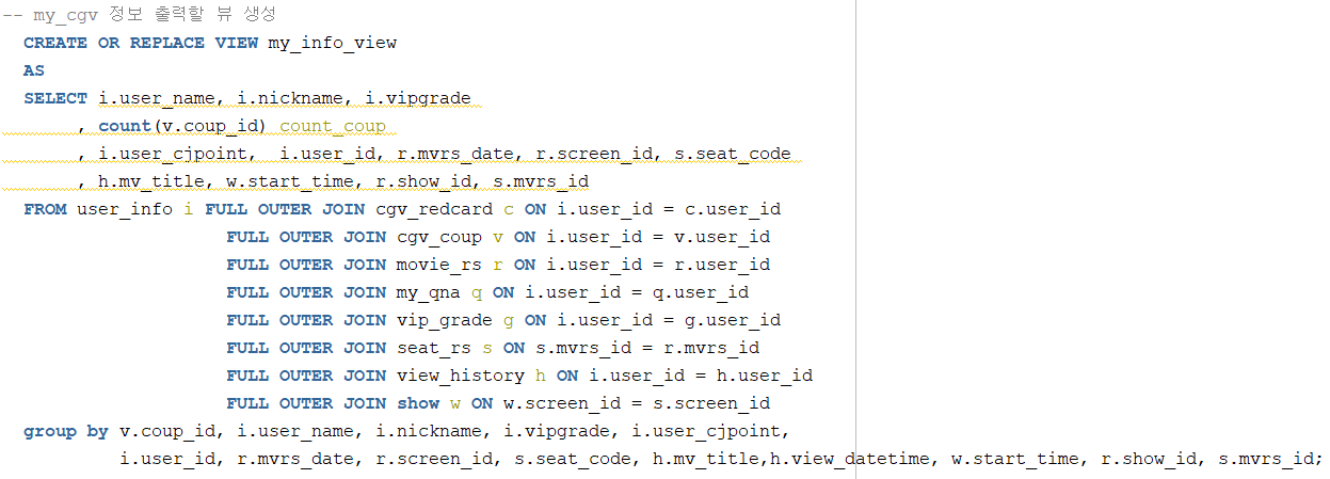 -- my_cgv 정보 출력할 뷰 생성
CREATE OR REPLACE VIEW my_info_view
AS
SELECT i.user_name, i.nickname, i.vipgrade
, count(v.coup_id) count_coup
, i.user_cjpoint,  i.user_id, r.mvrs_date, r.screen_id, s.seat_code
, h.mv_title, w.start_time, r.show_id, s.mvrs_id
FROM user_info i FULL OUTER JOIN cgv_redcard c ON i.user_id = c.user_id
FULL OUTER JOIN cgv_coup v ON i.user_id = v.user_id
FULL OUTER JOIN movie_rs r ON i.user_id = r.user_id
FULL OUTER JOIN my_qna q ON i.user_id = q.user_id
FULL OUTER JOIN vip_grade g ON i.user_id = g.user_id
FULL OUTER JOIN seat_rs s ON s.mvrs_id = r.mvrs_id
FULL OUTER JOIN view_history h ON i.user_id = h.user_id
FULL OUTER JOIN show w ON w.screen_id = s.screen_id
group by v.coup_id, i.user_name, i.nickname, i.vipgrade, i.user_cjpoint,
i.user_id, r.mvrs_date, r.screen_id, s.seat_code, h.mv_title,h.view_datetime, w.start_time, r.show_id, s.mvrs_id;